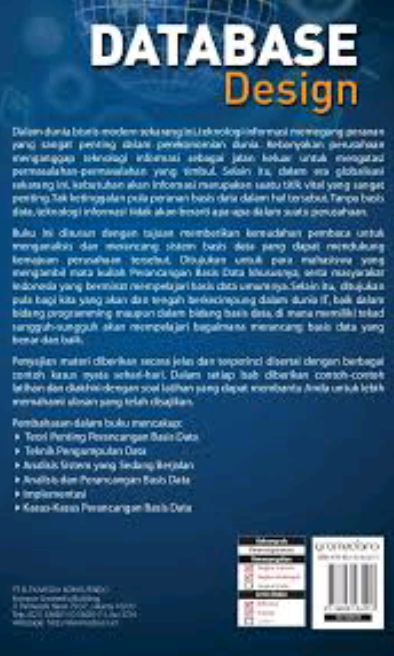 DATABASE
Design
Dalam dunia bisnis modern sekarang ini, teknologi informasi memegang peranan
yang sangat penting dalam perekonomian dunia. Kebanyakan perusahaan
menganggap teknologi informasi sebagai jalan keluar untuk mengatasi
permasalahan-permasalahan yang timbul. Selain itu, dalam era globalisasi
sekarang ini, kebutuhan akan informasi merupakan suatu titik vital yang sangat
penting. Tak ketinggalan pula peranan basis data dalam hal tersebut. Tanpa basis
data, teknologi informasi tidak akan berarti apa-apa dalam suatu perusahaan.
Buku ini disusun dengan tujuan memberikan kemudahan pembaca untuk
menganalisis dan merancang sistem basis data yang dapat mendukung
kemajuan perusahaan tersebut. Ditujukan untuk para mahasiswa yang
mengambil mata kuliah Perancangan Basis Data khususnya, serta masyarakat
Indonesia yang berminat mempelajari basis data umumnya. Selain itu, ditujukan
pula bagi kita yang akan dan tengah berkecimpung dalam dunia IT, baik dalam
bidang programming maupun dalam bidang basis data, di mana memiliki tekad
sungguh-sungguh akan mempelajari bagaimana merancang basis data yang
benar dan baik.
Penyajian materi diberikan secara jelas dan terperinci disertai dengan berbagai
contoh kasus nyata sehari-hari. Dalam setiap bab diberikan contoh-contoh
latihan dan diakhiri dengan soal latihan yang dapat membantu Anda untuk lebih
memahami ulasan yang telah disajikan.
Pembahasan dalam buku mencakup:
Teori Penting Perancangan Basis Data
Teknik Pengumpulan Data
Analisis Sistem yang Sedang Berjalan
Analisis dan Perancangan Basis Data
Implementasi
Kasus-Kasus Perancangan Basis Data
PT ELEX MEDIA KOMPUTINDO
Kompas Gramedia Building